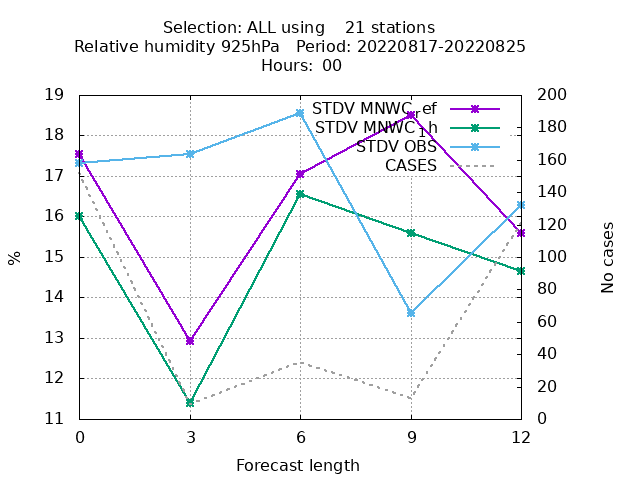 Selection: ALL using 21 stations
Relative humidity 925hPa Period: 20220817-20220825
Hours: 00
STDV MNWC_ref
STDV MNWC_1h
STDV OBS
CASES
19
18
17
16
15
14
13
12
11
200
180
160
140
120
100
80
60
40
20
0
%
No cases
0 3 6 9 12
Forecast length